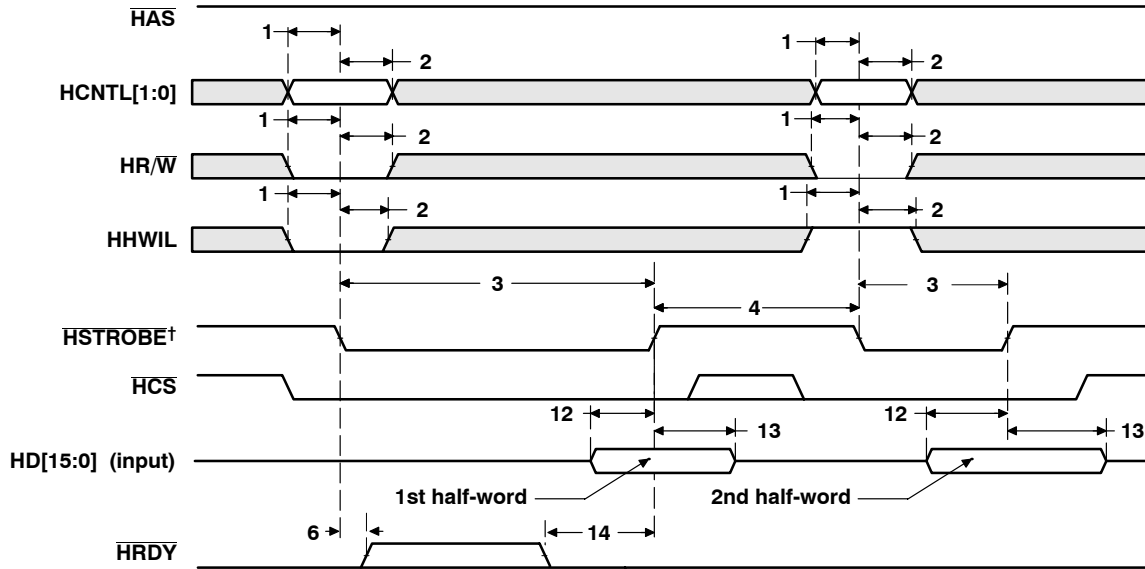 HAS
1
2
1
2
HCNTL[1:0]
1
2
1
2
HR/W
1
2
1
2
HHWIL
3
3
4
HSTROBE†
HCS
12
13
12
13
HD[15:0] (input)
1st half-word
2nd half-word
6
14
HRDY